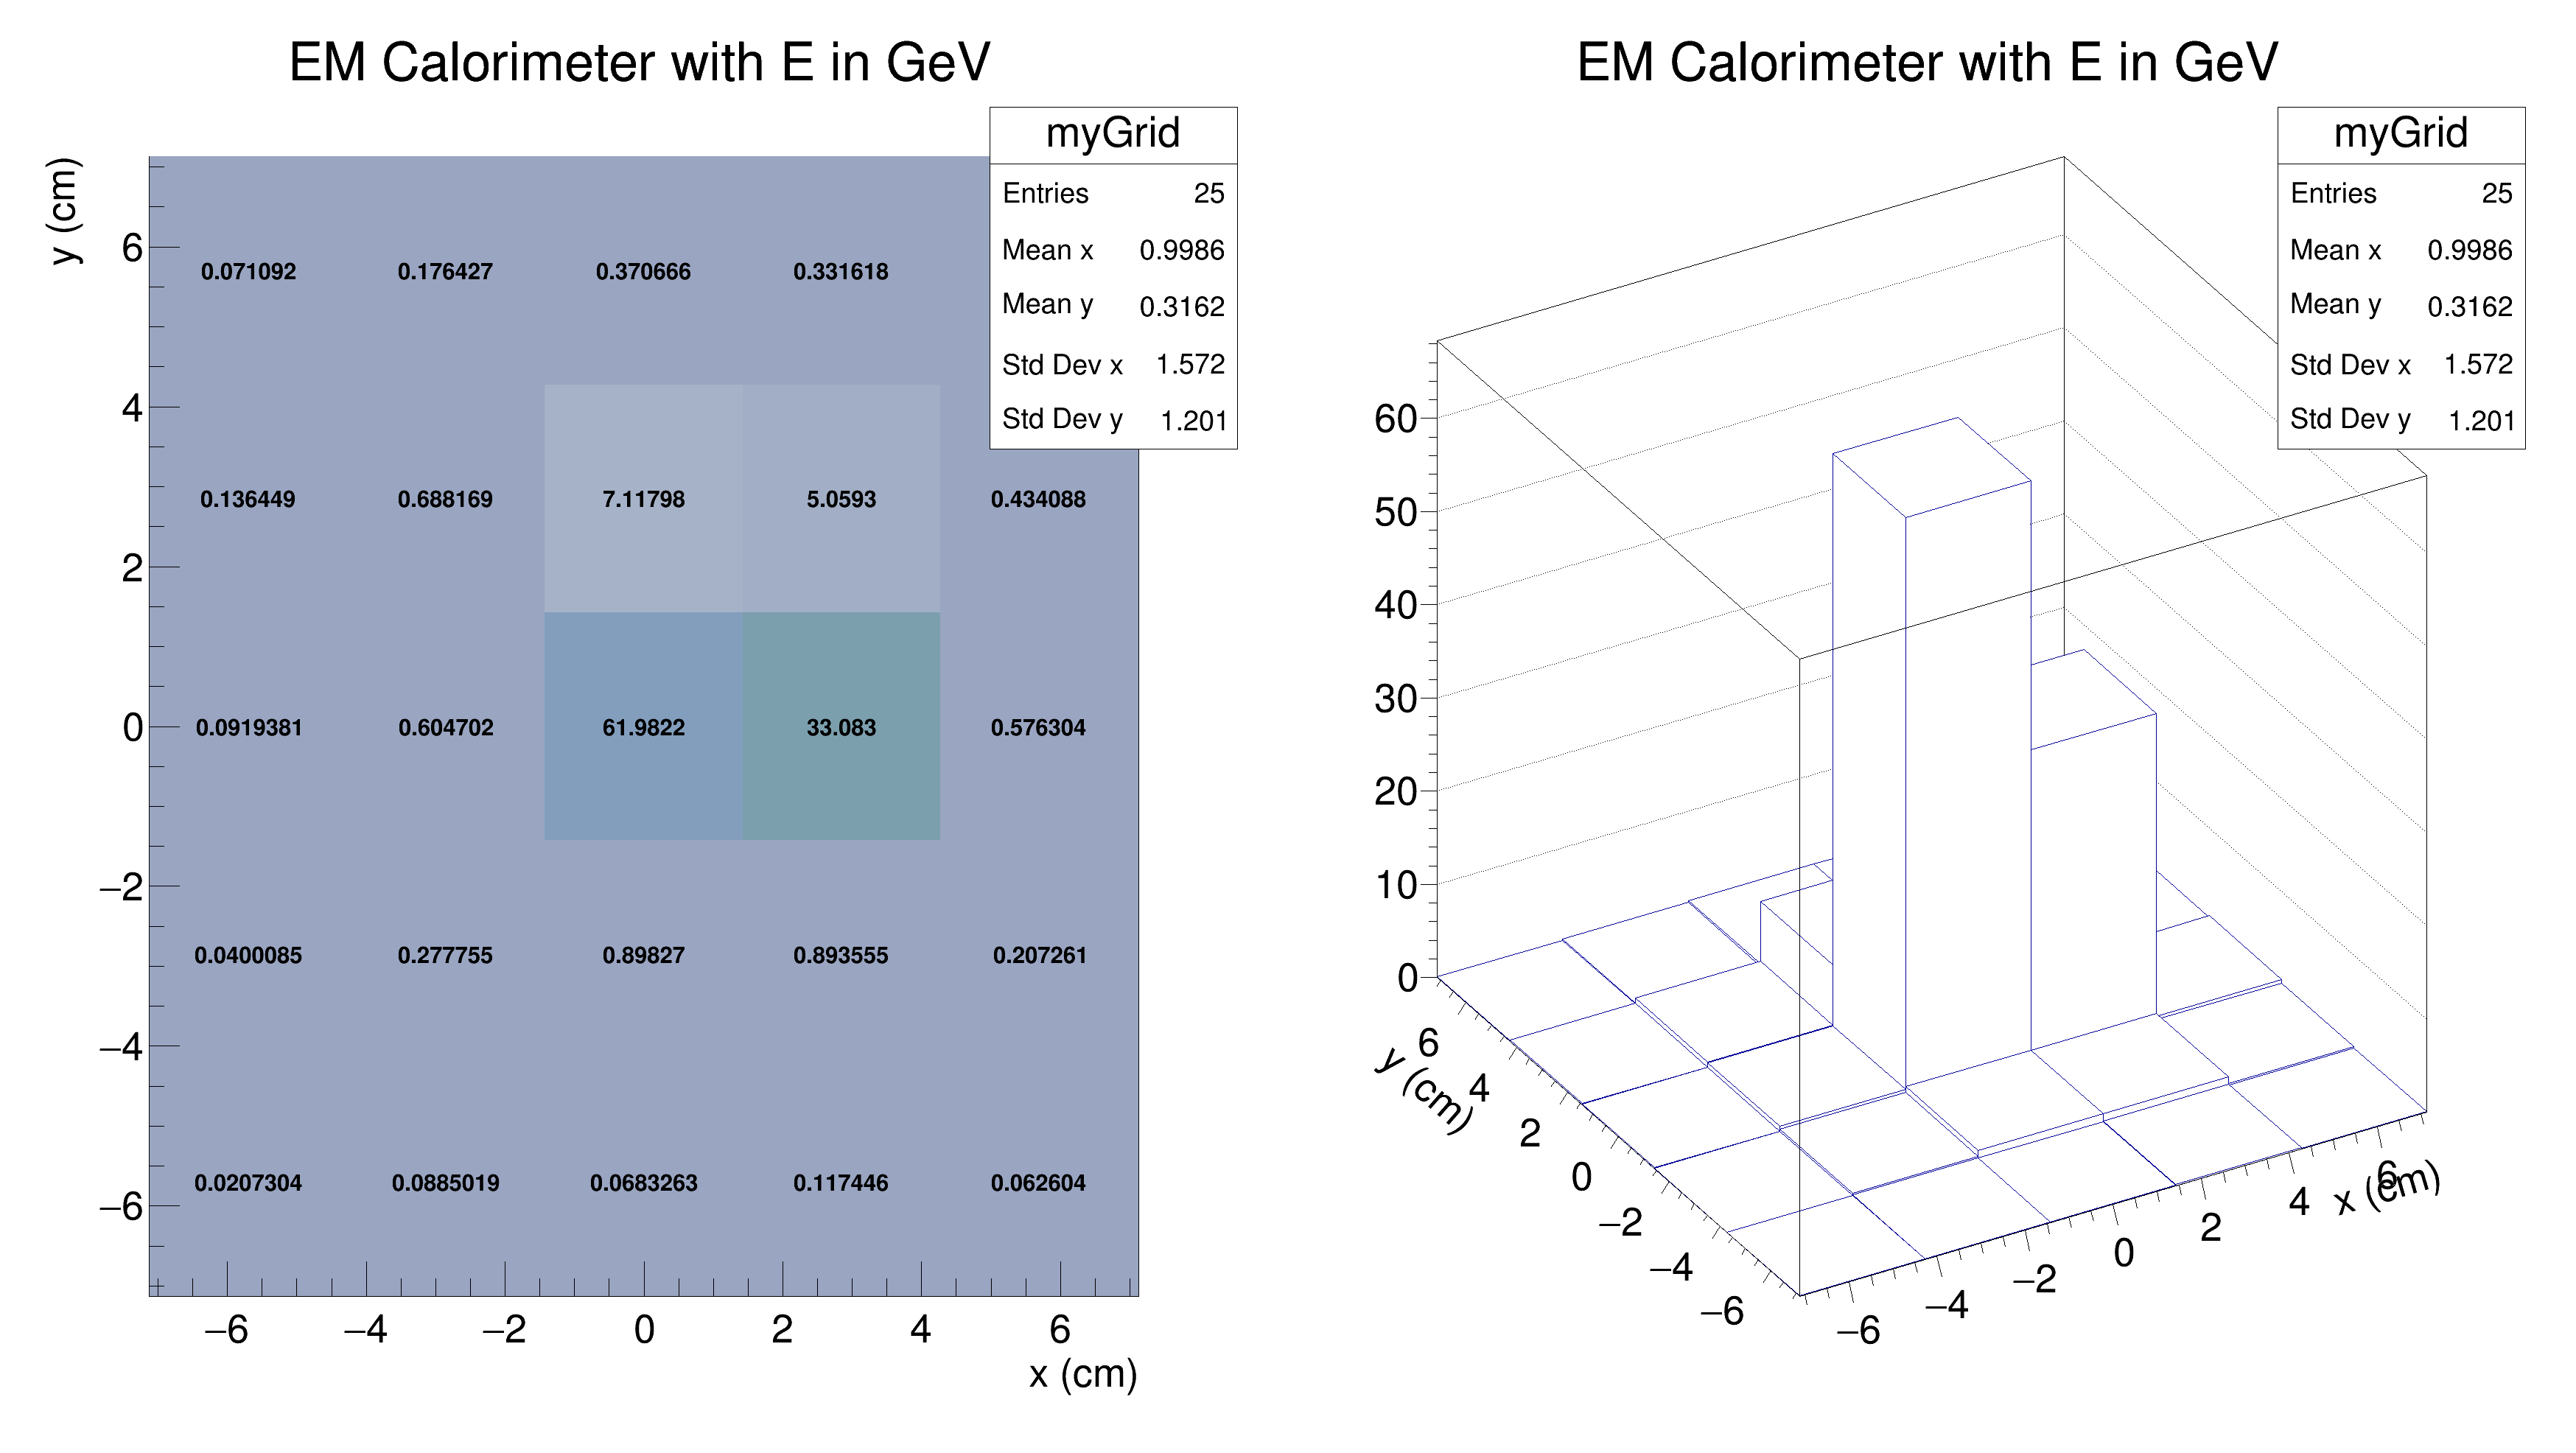 EM Calorimeter with E in GeV
myGrid
Entries 25
Mean x 0.9986
Mean y 0.3162
Std Dev x 1.572
Std Dev y 1.201
y (cm)
6
4
2
0
−2
−4
−6
0.071092 0.176427 0.370666 0.331618
0.136449 0.688169 7.11798 5.0593 0.434088
0.0919381 0.604702 61.9822 33.083 0.576304
0.0400085 0.277755 0.89827 0.893555 0.207261
0.0207304 0.0885019 0.0683263 0.117446 0.062604
−6 −4 −2 0 2 4 6
x (cm)
EM Calorimeter with E in GeV
myGrid
Entries 25
Mean x 0.9986
Mean y 0.3162
Std Dev x 1.572
Std Dev y 1.201
60
50
40
30
20
10
0
6
4
2
0
−2
−4
−6
y (cm)
−6
−4
−2
0
2
4
6
x (cm)